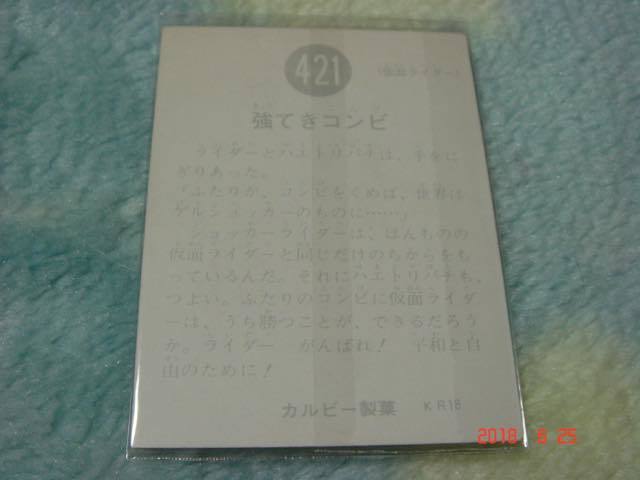 421
(仮面ライダー)
強てきコンビ
ライダーとハエトリバチは、手をに
ぎりあった。
「ふたりが、コンビをくめば、世界は
ゲルショッカーのものに……」
ショッカーライダーは、ほんものの
仮面ライダーと同じだけのちからをも
っているんだ。それにハエトリバチも、
つよい。ふたりのコンビに仮面ライダ
ーは、うち勝つことが、できるだろう
か。ライダー がんばれ! 平和と自
由のために!
カルビー製菓 KR16
2018. 6 25